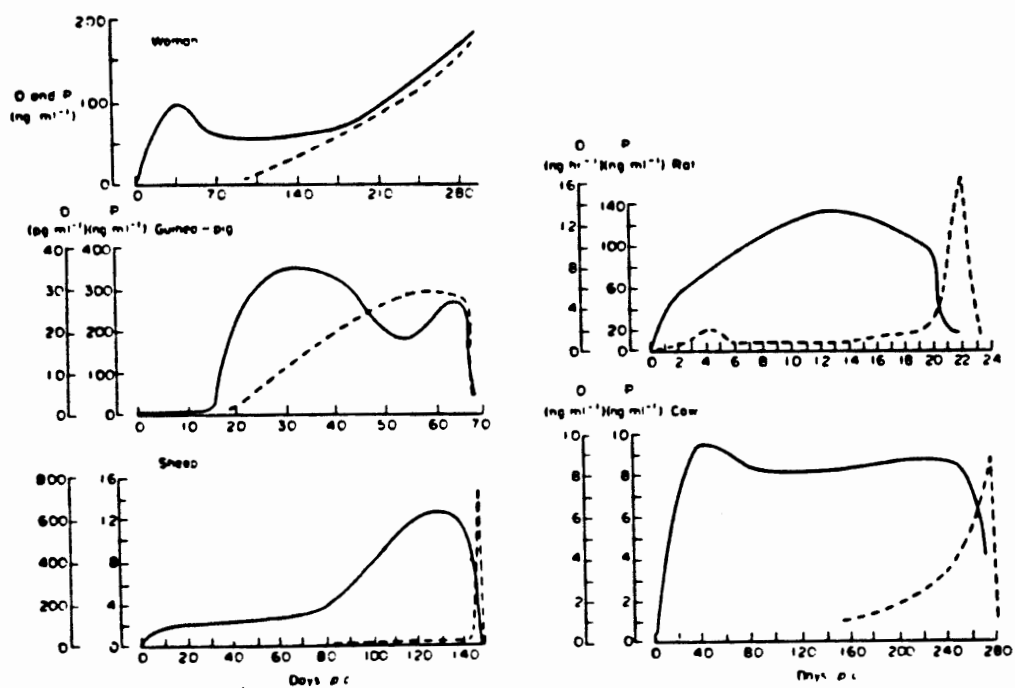 Woman
200
100
0
O and P
(ng ml⁻¹)
0 70 140 210 280
O P
(pg ml⁻¹)(ng ml⁻¹) Guinea-pig
40 400
30 300
20 200
10 100
0 0
0 20 30 40 50 60 70
Sheep
800 16
600 12
400 8
200 4
0 0
0 20 40 60 80 100 120 140
Days p.c
O P
(ng hr⁻¹)(ng ml⁻¹) Rat
16 140
12 100
8 60
4 20
0 0
0 2 4 6 8 10 12 14 16 18 20 22 24
O P
(ng ml⁻¹)(ng ml⁻¹) Cow
10 10
8 8
6 6
4 4
2 2
0 0
0 40 80 120 160 200 240 280
Days p.c